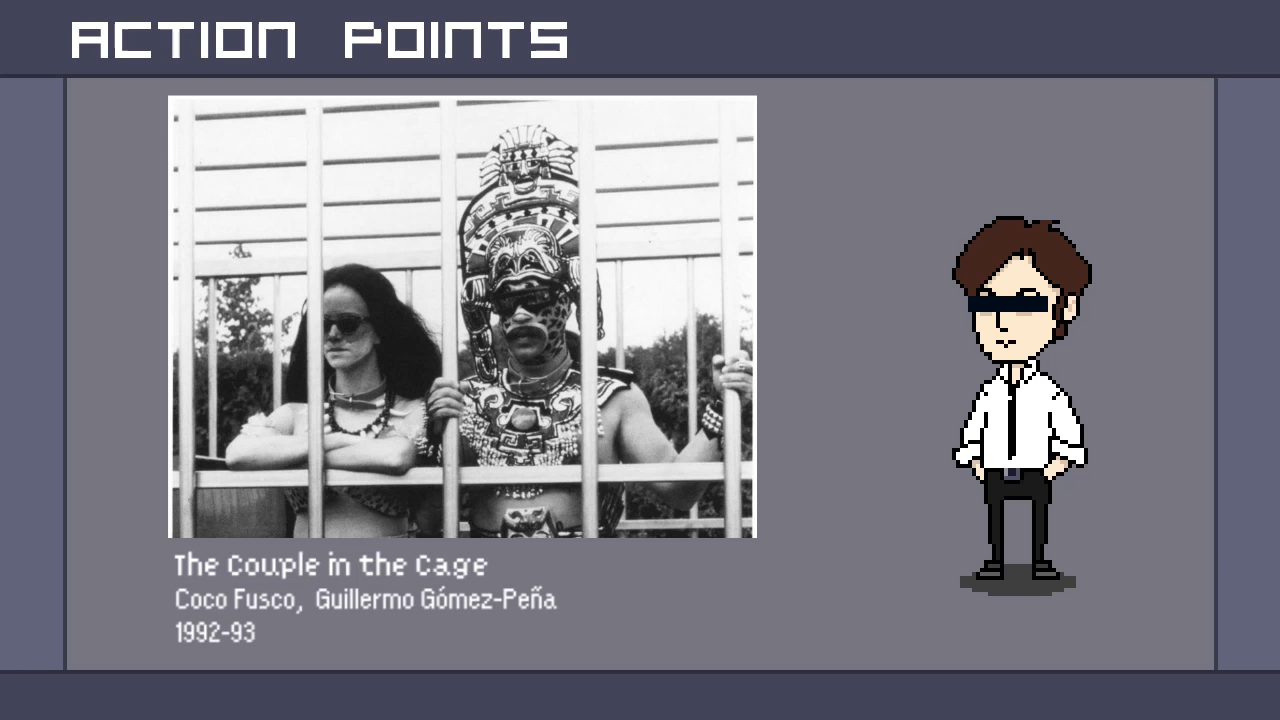 ACTION POINTS
The Couple in the Cage
Coco Fusco, Guillermo Gómez-Peña
1992-93